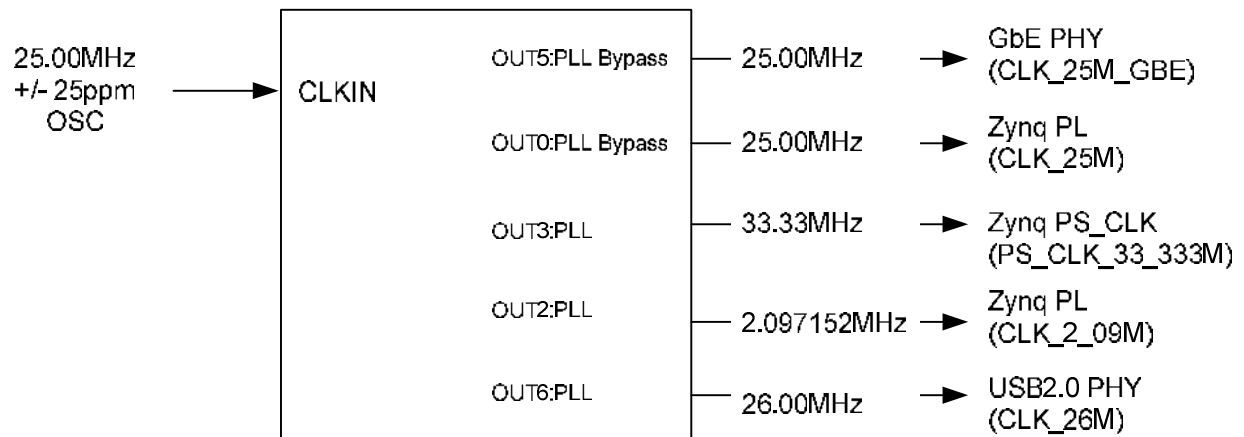 25.00MHz
+/- 25ppm
OSC
CLKIN
OUT5:PLL Bypass
25.00MHz
GbE PHY
(CLK_25M_GBE)
OUT0:PLL Bypass
25.00MHz
Zynq PL
(CLK_25M)
OUT3:PLL
33.33MHz
Zynq PS_CLK
(PS_CLK_33_333M)
OUT2:PLL
2.097152MHz
Zynq PL
(CLK_2_09M)
OUT6:PLL
26.00MHz
USB2.0 PHY
(CLK_26M)